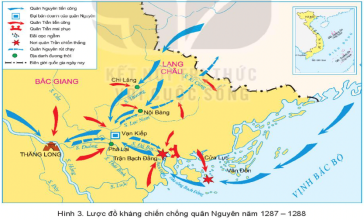 Quân Nguyên tiến công
Đại bản doanh của quân Nguyên
Quân Trần tiến công
Quân Trần mai phục
Bãi cọc ngầm
Nơi quân Trần chiến thắng
Quân Nguyên rút chạy
Địa danh đương thời
Biên giới quốc gia ngày nay
LẠNG CHÂU
Chi Lăng
BẮC GIANG
Nội Bàng
Vạn Kiếp
THĂNG LONG
Phả Lại
Trận Bạch Đằng
Cửa Lục
Vân Đồn
VỊNH BẮC BỘ
Hình 3. Lược đồ kháng chiến chống quân Nguyên năm 1287 – 1288